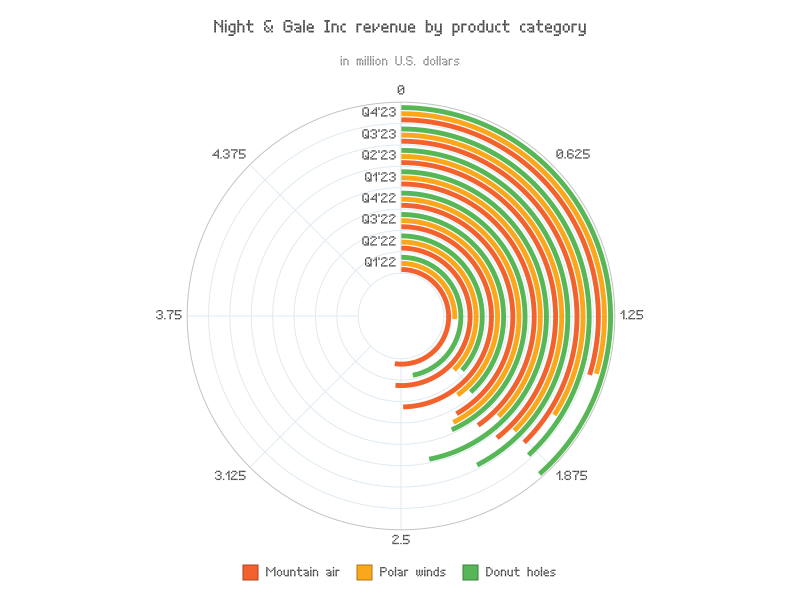 Night & Gale Inc revenue by product category
in million U.S. dollars
0
Q4'23
Q3'23
Q2'23
Q1'23
Q4'22
Q3'22
Q2'22
Q1'22
4.375
0.625
3.75
1.25
3.125
1.875
2.5
Mountain air
Polar winds
Donut holes